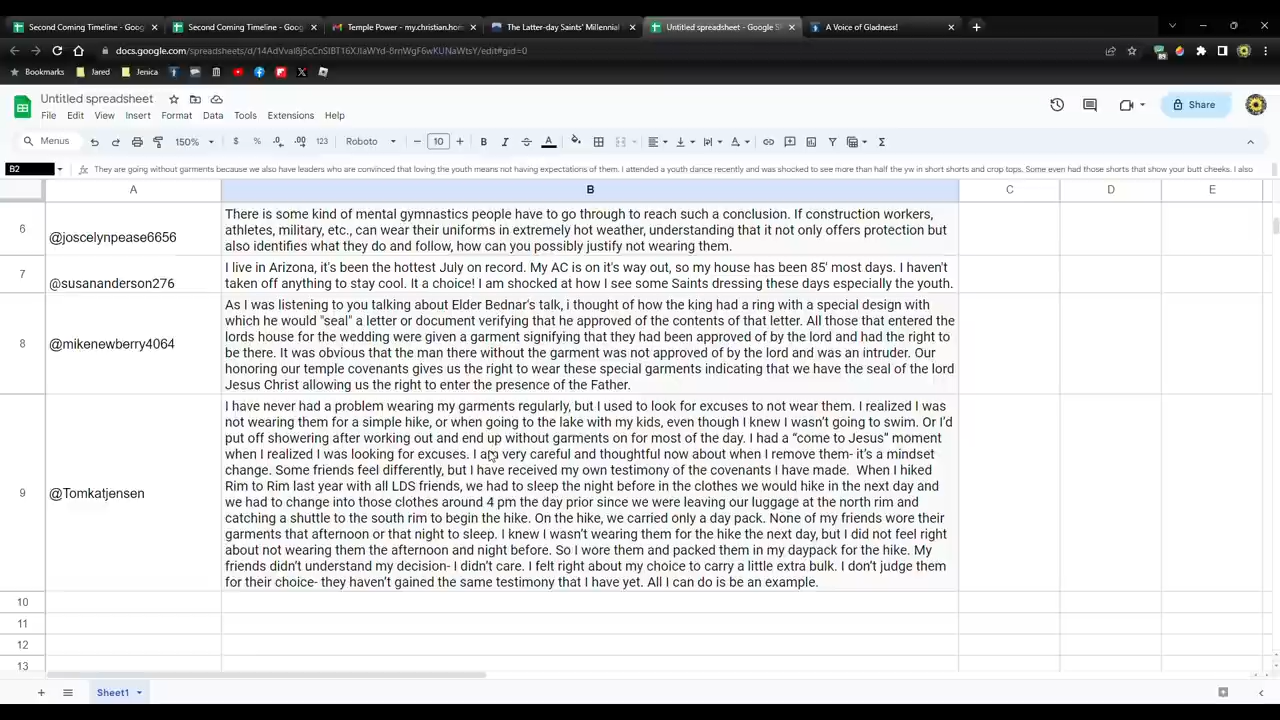 Second Coming Timeline - Goog
Second Coming Timeline - Goog
Temple Power - my.christian.hom
The Latter-day Saints' Millennial
Untitled spreadsheet - Google S
A Voice of Gladness!
Bookmarks Jared Jenica
Untitled spreadsheet
File Edit View Insert Format Data Tools Extensions Help
Share
Menus 150% $ % .0 .00 123 Roboto 10 B I A
B2 They are going without garments because we also have leaders who are convinced that loving the youth means not having expectations of them. I attended a youth dance recently and was shocked to see more than half the yw in short shorts and crop tops. Some even had those shorts that show your butt cheeks. I also
A B C D E
6 @joscelynpease6656
There is some kind of mental gymnastics people have to go through to reach such a conclusion. If construction workers,
athletes, military, etc., can wear their uniforms in extremely hot weather, understanding that it not only offers protection but
also identifies what they do and follow, how can you possibly justify not wearing them.
7 @susananderson276
I live in Arizona, it's been the hottest July on record. My AC is on it's way out, so my house has been 85' most days. I haven't
taken off anything to stay cool. It a choice! I am shocked at how I see some Saints dressing these days especially the youth.
8 @mikenewberry4064
As I was listening to you talking about Elder Bednar's talk, i thought of how the king had a ring with a special design with
which he would "seal" a letter or document verifying that he approved of the contents of that letter. All those that entered the
lords house for the wedding were given a garment signifying that they had been approved of by the lord and had the right to
be there. It was obvious that the man there without the garment was not approved of by the lord and was an intruder. Our
honoring our temple covenants gives us the right to wear these special garments indicating that we have the seal of the lord
Jesus Christ allowing us the right to enter the presence of the Father.
9 @Tomkatjensen
I have never had a problem wearing my garments regularly, but I used to look for excuses to not wear them. I realized I was
not wearing them for a simple hike, or when going to the lake with my kids, even though I knew I wasn't going to swim. Or I'd
put off showering after working out and end up without garments on for most of the day. I had a “come to Jesus” moment
when I realized I was looking for excuses. I am very careful and thoughtful now about when I remove them- it's a mindset
change. Some friends feel differently, but I have received my own testimony of the covenants I have made. When I hiked
Rim to Rim last year with all LDS friends, we had to sleep the night before in the clothes we would hike in the next day and
we had to change into those clothes around 4 pm the day prior since we were leaving our luggage at the north rim and
catching a shuttle to the south rim to begin the hike. On the hike, we carried only a day pack. None of my friends wore their
garments that afternoon or that night to sleep. I knew I wasn't wearing them for the hike the next day, but I did not feel right
about not wearing them the afternoon and night before. So I wore them and packed them in my daypack for the hike. My
friends didn't understand my decision- I didn't care. I felt right about my choice to carry a little extra bulk. I don't judge them
for their choice- they haven't gained the same testimony that I have yet. All I can do is be an example.
10
11
12
13
Sheet1